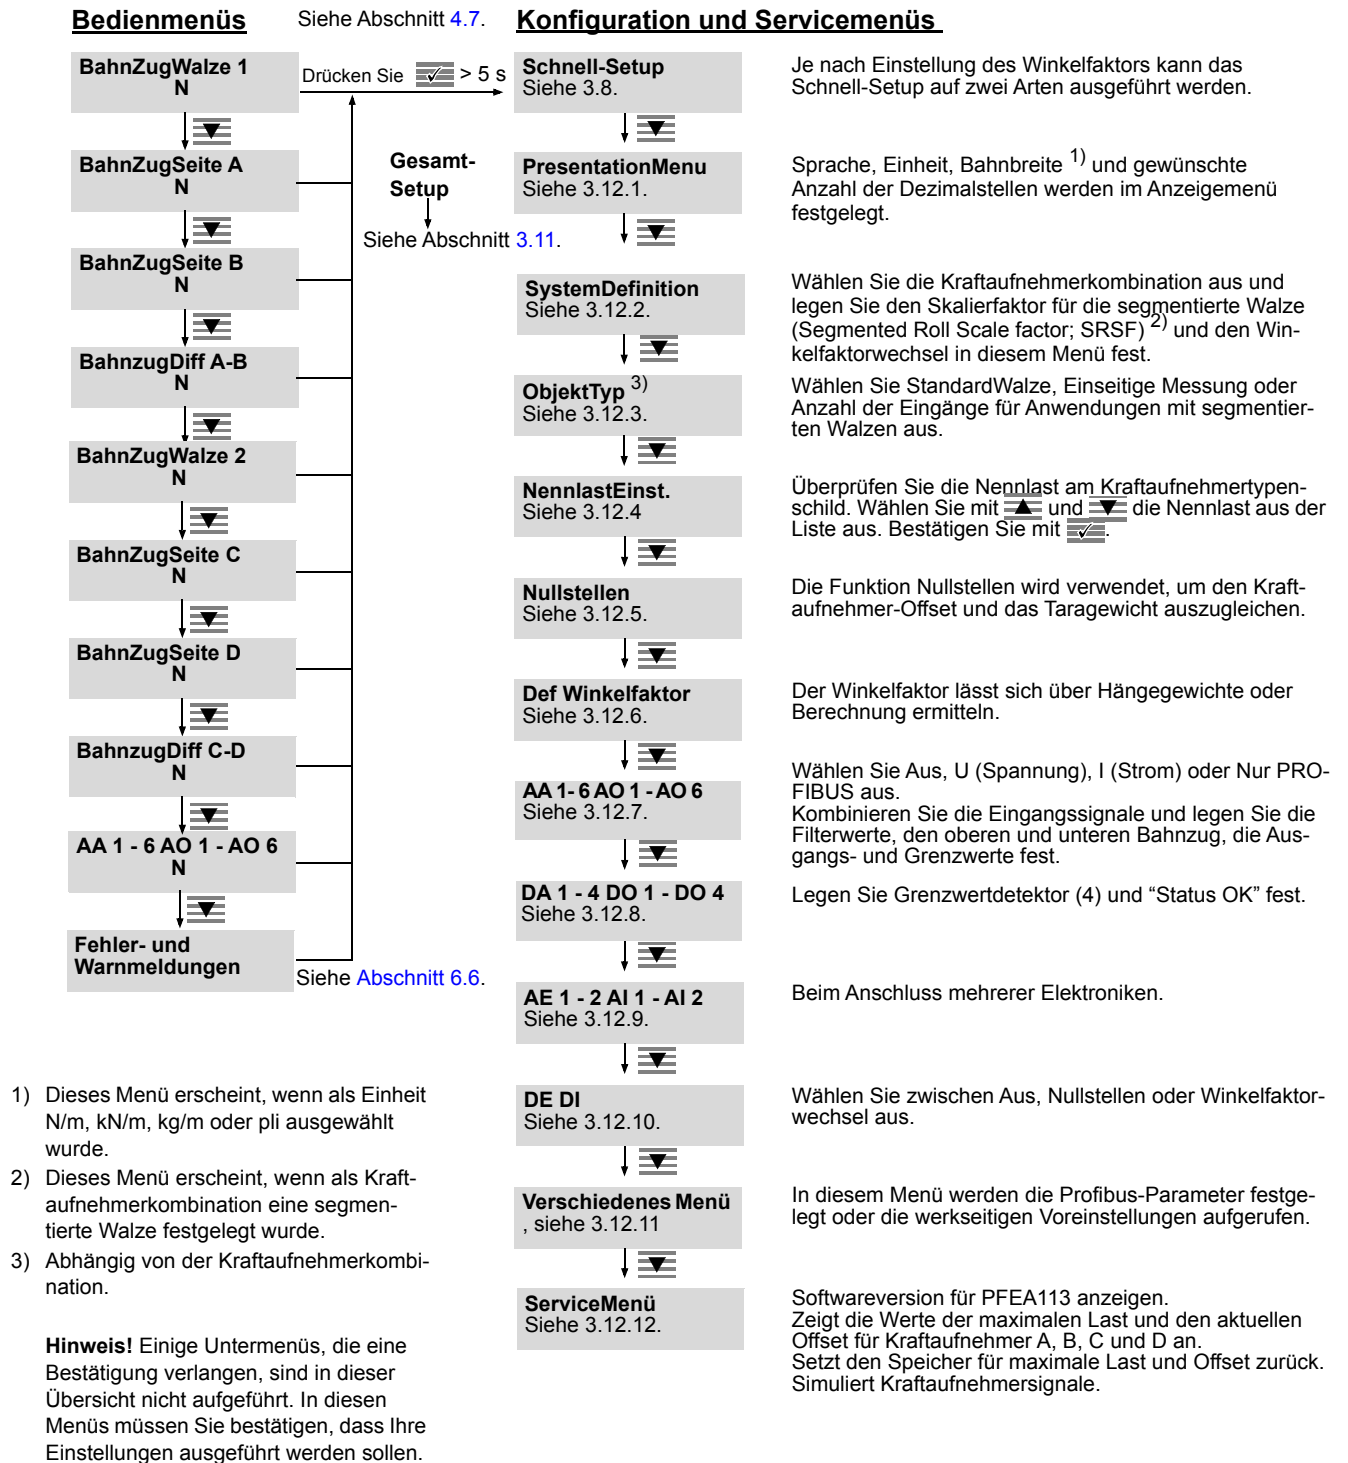 Bedienmenüs
Siehe Abschnitt 4.7.
BahnZugWalze 1
N
BahnZugSeite A
N
BahnZugSeite B
N
BahnzugDiff A-B
N
BahnZugWalze 2
N
BahnZugSeite C
N
BahnZugSeite D
N
BahnzugDiff C-D
N
AA 1 - 6 AO 1 - AO 6
N
Fehler- und
Warnmeldungen
Siehe Abschnitt 6.6.
Drücken Sie > 5 s
Gesamt-
Setup
Siehe Abschnitt 3.11.
Konfiguration und Servicemenüs
Schnell-Setup
Siehe 3.8.
Je nach Einstellung des Winkelfaktors kann das
Schnell-Setup auf zwei Arten ausgeführt werden.
PresentationMenu
Siehe 3.12.1.
Sprache, Einheit, Bahnbreite 1) und gewünschte
Anzahl der Dezimalstellen werden im Anzeigemenü
festgelegt.
SystemDefinition
Siehe 3.12.2.
Wählen Sie die Kraftaufnehmerkombination aus und
legen Sie den Skalierfaktor für die segmentierte Walze
(Segmented Roll Scale factor; SRSF) 2) und den Win-
kelfaktorwechsel in diesem Menü fest.
ObjektTyp 3)
Siehe 3.12.3.
Wählen Sie StandardWalze, Einseitige Messung oder
Anzahl der Eingänge für Anwendungen mit segmentier-
ten Walzen aus.
NennlastEinst.
Siehe 3.12.4
Überprüfen Sie die Nennlast am Kraftaufnehmertypen-
schild. Wählen Sie mit ▲ und ▼ die Nennlast aus der
Liste aus. Bestätigen Sie mit ✓.
Nullstellen
Siehe 3.12.5.
Die Funktion Nullstellen wird verwendet, um den Kraft-
aufnehmer-Offset und das Taragewicht auszugleichen.
Def Winkelfaktor
Siehe 3.12.6.
Der Winkelfaktor lässt sich über Hängegewichte oder
Berechnung ermitteln.
AA 1- 6 AO 1 - AO 6
Siehe 3.12.7.
Wählen Sie Aus, U (Spannung), I (Strom) oder Nur PRO-
FIBUS aus.
Kombinieren Sie die Eingangssignale und legen Sie die
Filterwerte, den oberen und unteren Bahnzug, die Aus-
gangs- und Grenzwerte fest.
DA 1 - 4 DO 1 - DO 4
Siehe 3.12.8.
Legen Sie Grenzwertdetektor (4) und “Status OK” fest.
AE 1 - 2 AI 1 - AI 2
Siehe 3.12.9.
Beim Anschluss mehrerer Elektroniken.
DE DI
Siehe 3.12.10.
Wählen Sie zwischen Aus, Nullstellen oder Winkelfaktor-
wechsel aus.
Verschiedenes Menü
, siehe 3.12.11
In diesem Menü werden die Profibus-Parameter festge-
legt oder die werkseitigen Voreinstellungen aufgerufen.
ServiceMenü
Siehe 3.12.12.
Softwareversion für PFEA113 anzeigen.
Zeigt die Werte der maximalen Last und den aktuellen
Offset für Kraftaufnehmer A, B, C und D an.
Setzt den Speicher für maximale Last und Offset zurück.
Simuliert Kraftaufnehmersignale.
1) Dieses Menü erscheint, wenn als Einheit
N/m, kN/m, kg/m oder pli ausgewählt
wurde.
2) Dieses Menü erscheint, wenn als Kraft-
aufnehmerkombination eine segmen-
tierte Walze festgelegt wurde.
3) Abhängig von der Kraftaufnehmerkombi-
nation.
Hinweis! Einige Untermenüs, die eine
Bestätigung verlangen, sind in dieser
Übersicht nicht aufgeführt. In diesen
Menüs müssen Sie bestätigen, dass Ihre
Einstellungen ausgeführt werden sollen.